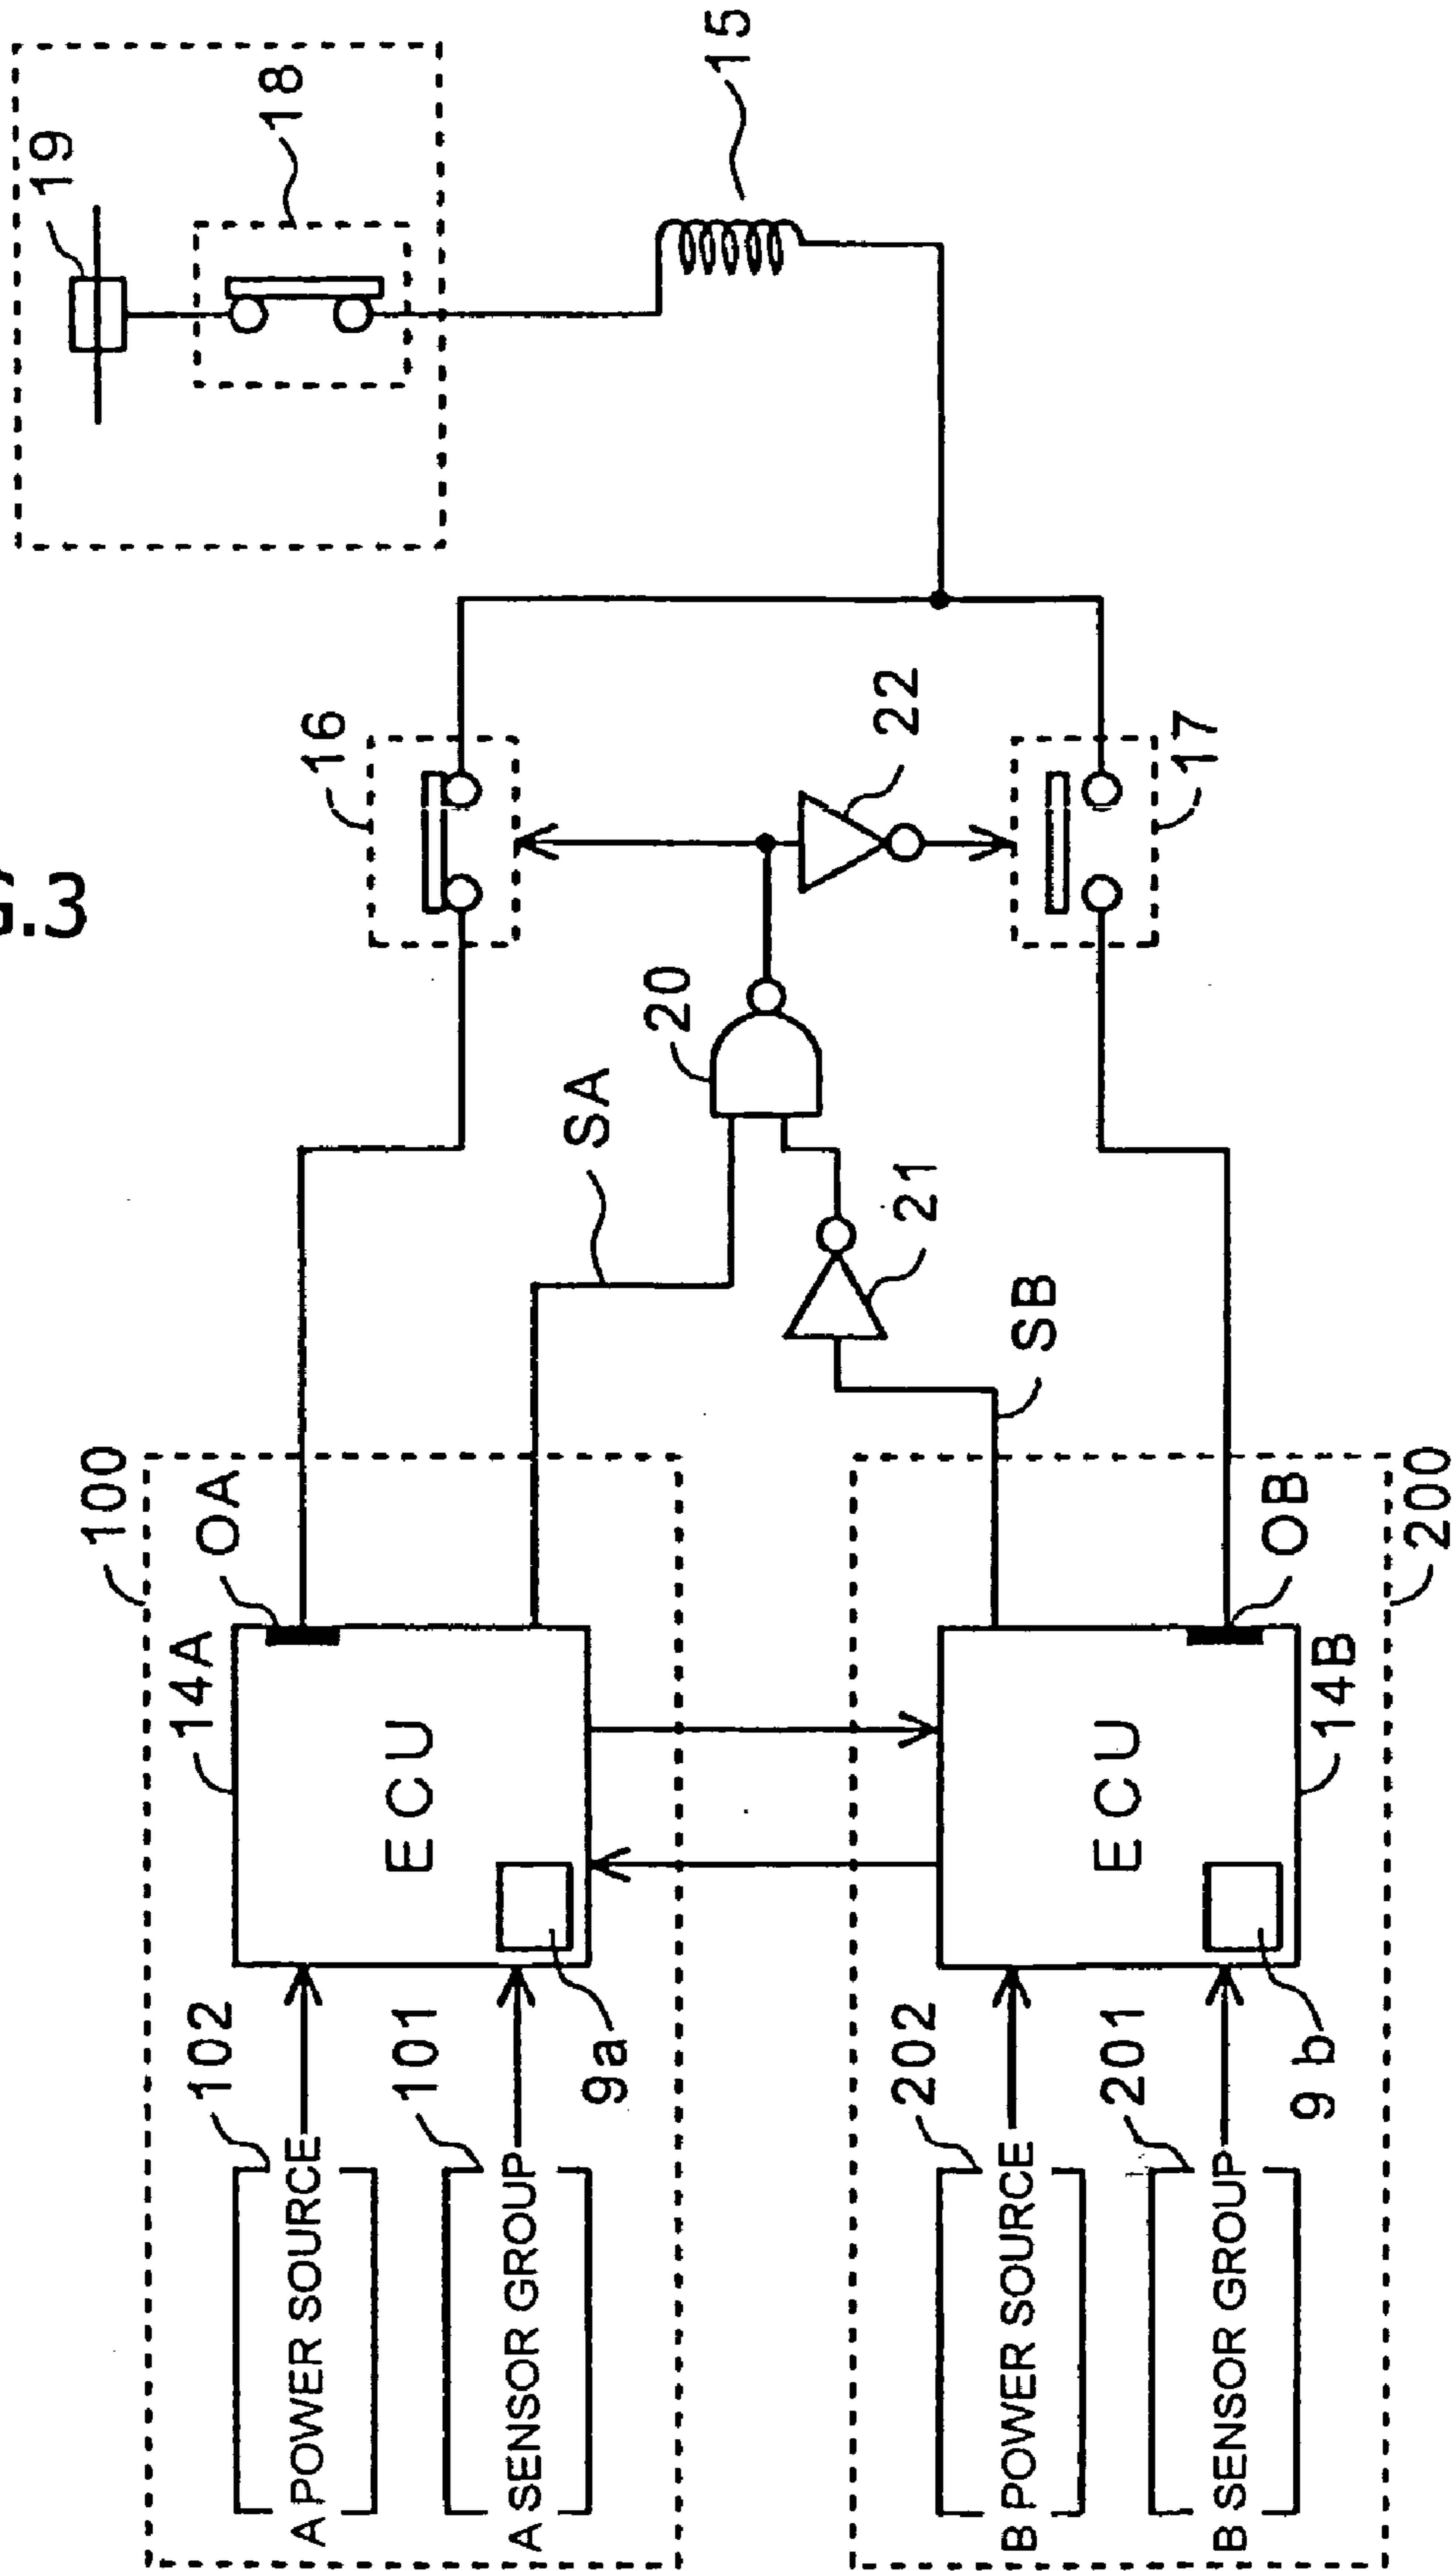 G.3
100
14A
OA
102
A POWER SOURCE
101
A SENSOR GROUP
ECU
9a
SA
16
20
21
22
SB
19
18
15
17
202
B POWER SOURCE
201
B SENSOR GROUP
ECU
9b
OB
14B
200